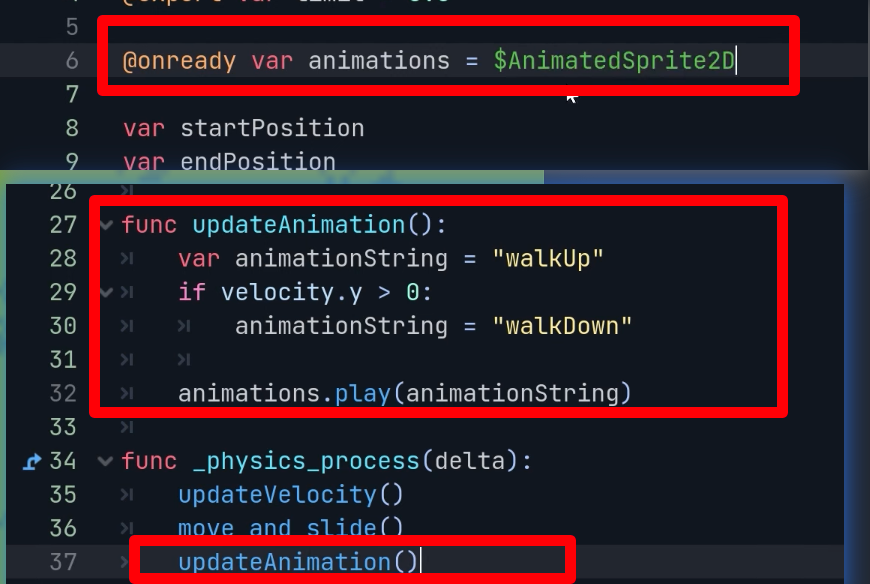 5
6 @onready var animations = $AnimatedSprite2D
7
8 var startPosition
9 var endPosition
26
27 func updateAnimation():
28 var animationString = "walkUp"
29 if velocity.y > 0:
30 animationString = "walkDown"
31
32 animations.play(animationString)
33
34 func _physics_process(delta):
35 updateVelocity()
36 move_and_slide()
37 updateAnimation()